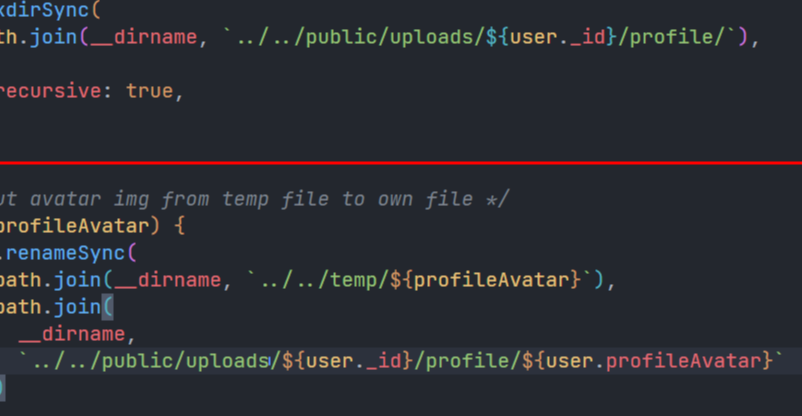 kdirSync(
th.join(__dirname, `../../public/uploads/${user._id}/profile/`),
recursive: true,
ut avatar img from temp file to own file */
profileAvatar) {
.renameSync(
path.join(__dirname, `../../temp/${profileAvatar}`),
path.join(
__dirname,
`../../public/uploads/${user._id}/profile/${user.profileAvatar}`
)